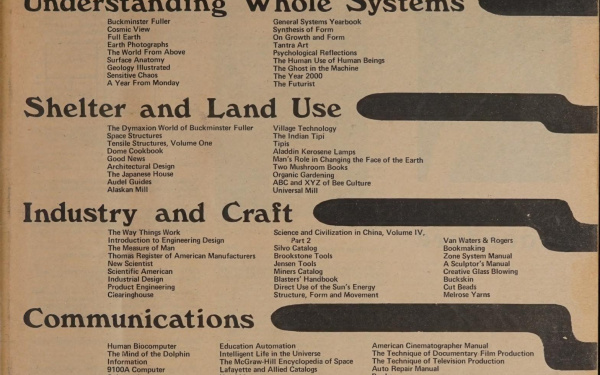 Understanding Whole Systems
Buckminster Fuller
Cosmic View
Full Earth
Earth Photographs
The World From Above
Surface Anatomy
Geology Illustrated
Sensitive Chaos
A Year From Monday
General Systems Yearbook
Synthesis of Form
On Growth and Form
Tantra Art
Psychological Reflections
The Human Use of Human Beings
The Ghost in the Machine
The Year 2000
The Futurist
Shelter and Land Use
The Dymaxion World of Buckminster Fuller
Space Structures
Tensile Structures, Volume One
Dome Cookbook
Good News
Architectural Design
The Japanese House
Audel Guides
Alaskan Mill
Village Technology
The Indian Tipi
Tipis
Aladdin Kerosene Lamps
Man's Role in Changing the Face of the Earth
Two Mushroom Books
Organic Gardening
ABC and XYZ of Bee Culture
Universal Mill
Industry and Craft
The Way Things Work
Introduction to Engineering Design
The Measure of Man
Thomas Register of American Manufacturers
New Scientist
Scientific American
Industrial Design
Product Engineering
Clearinghouse
Science and Civilization in China, Volume IV,
Part 2
Silvo Catalog
Brookstone Tools
Jensen Tools
Miners Catalog
Blasters' Handbook
Direct Use of the Sun's Energy
Structure, Form and Movement
Van Waters & Rogers
Bookmaking
Zone System Manual
A Sculptor's Manual
Creative Glass Blowing
Buckskin
Cut Beads
Melrose Yarns
Communications
Human Biocomputer
The Mind of the Dolphin
Information
9100A Computer
Education Automation
Intelligent Life in the Universe
The McGraw-Hill Encyclopedia of Space
Lafayette and Allied Catalogs
American Cinematographer Manual
The Technique of Documentary Film Production
The Technique of Television Production
Auto Repair Manual